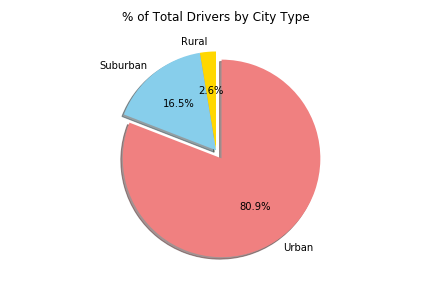 % of Total Drivers by City Type
Rural
Suburban
2.6%
16.5%
80.9%
Urban